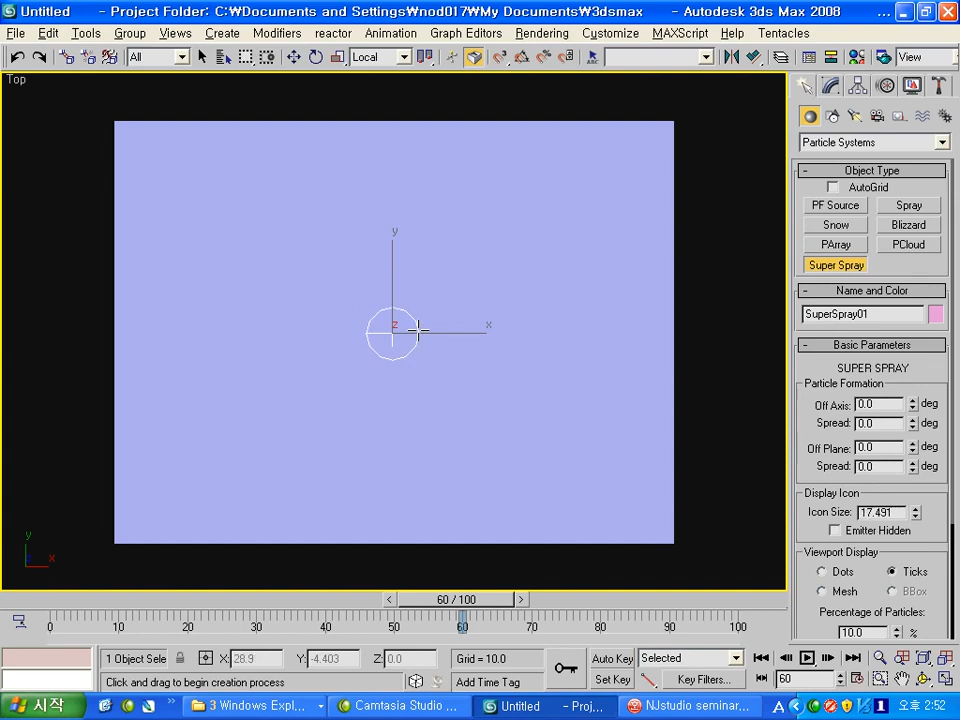 Untitled - Project Folder: C:₩Documents and Settings₩nod017₩My Documents₩3dsmax - Autodesk 3ds Max 2008 ...
File Edit Tools Group Views Create Modifiers reactor Animation Graph Editors Rendering Customize MAXScript Help Tentacles
All Local View
Top
y
z x
y
x
Particle Systems
- Object Type
AutoGrid
PF Source Spray
Snow Blizzard
PArray PCloud
Super Spray
- Name and Color
SuperSpray01
- Basic Parameters
SUPER SPRAY
Particle Formation
Off Axis: 0.0 deg
Spread: 0.0 deg
Off Plane: 0.0 deg
Spread: 0.0 deg
Display Icon
Icon Size: 17.491
Emitter Hidden
Viewport Display
Dots Ticks
Mesh BBox
Percentage of Particles:
10.0 %
< 60 / 100 >
0 10 20 30 40 50 60 70 80 90 100
1 Object Sele X: 28.9 Y: -4.403 Z: 0.0 Grid = 10.0 Auto Key Selected
Click and drag to begin creation process Add Time Tag Set Key Key Filters... 60
시작 3 Windows Expl... Camtasia Studio ... Untitled - Proj... NJstudio seminar... A 오후 2:52